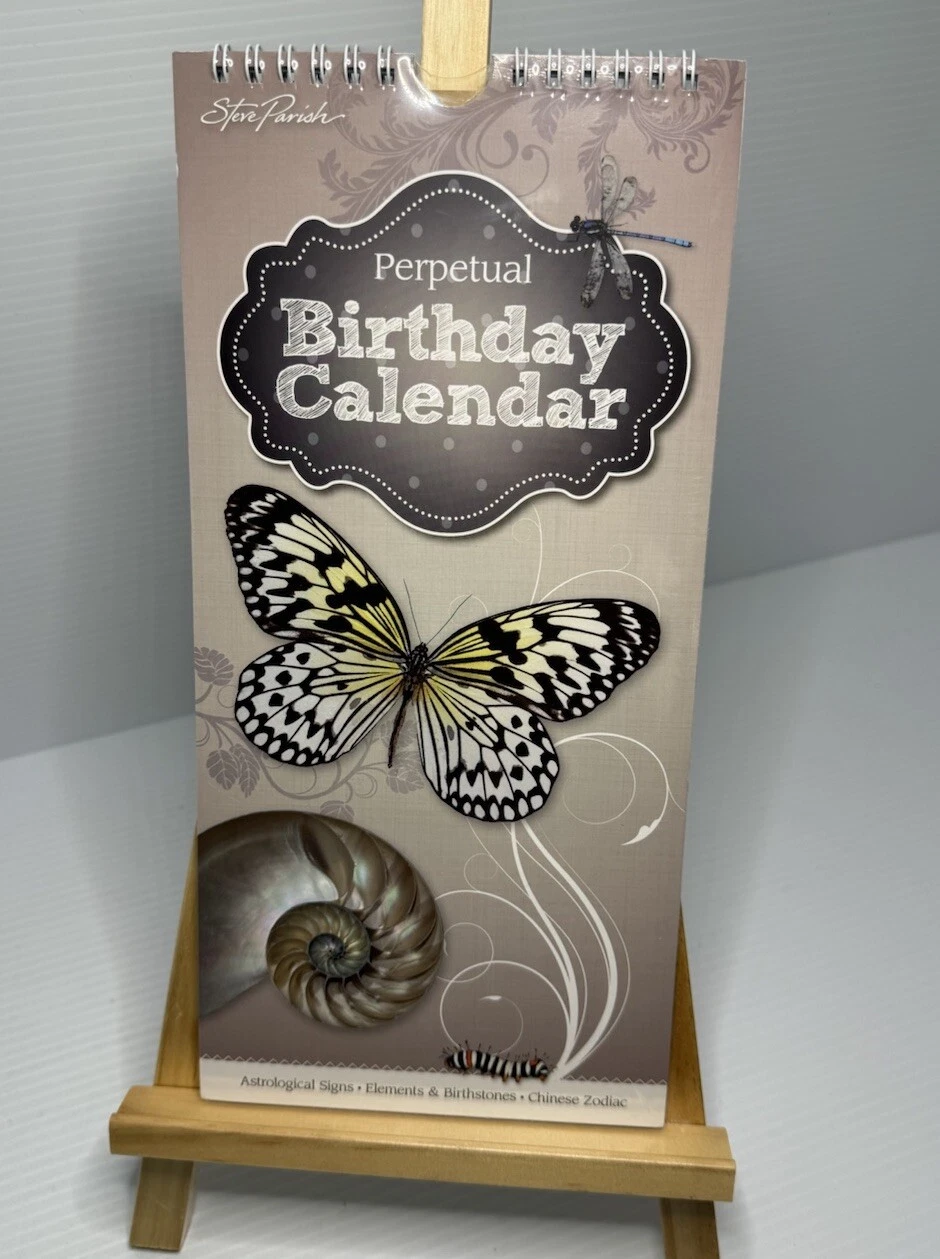 Steve Parish
Perpetual
Birthday
Calendar
Astrological Signs • Elements & Birthstones • Chinese Zodiac